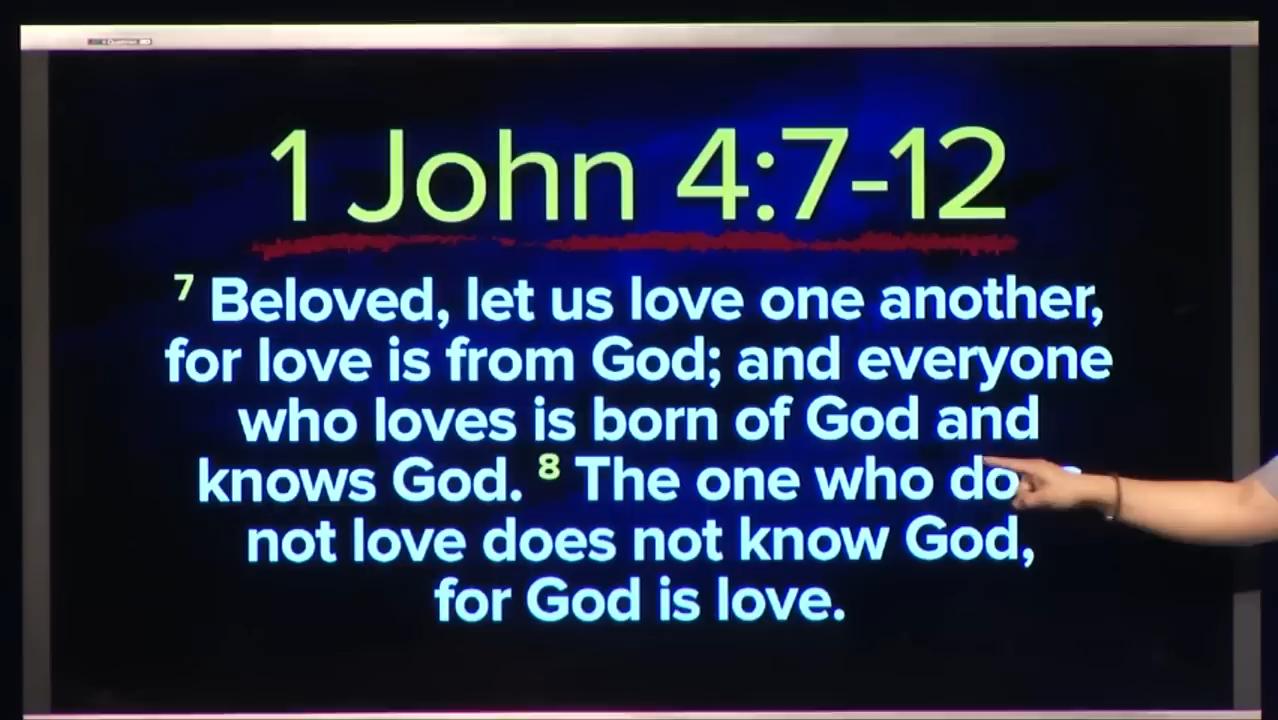 1 John 4:7-12
7 Beloved, let us love one another,
for love is from God; and everyone
who loves is born of God and
knows God. 8 The one who
not love does not know God,
for God is love.